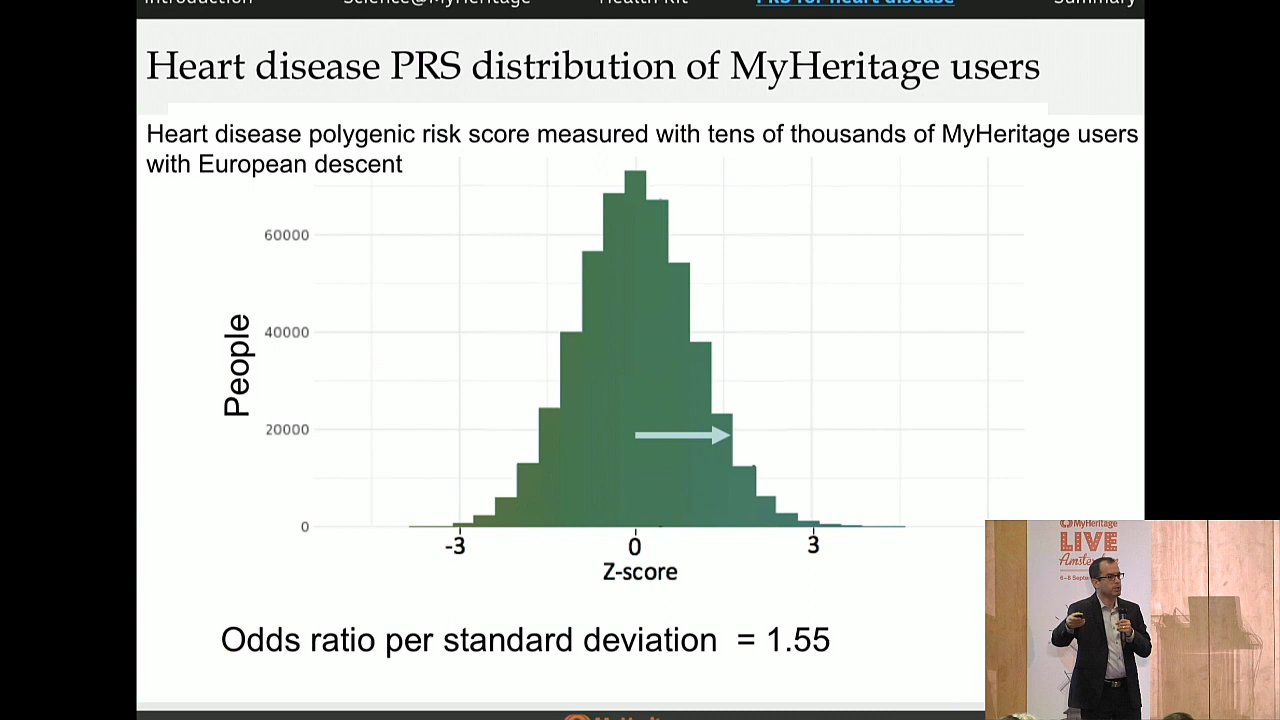 Introduction Science@MyHeritage Health Kit PRS for heart disease Summary
Heart disease PRS distribution of MyHeritage users
Heart disease polygenic risk score measured with tens of thousands of MyHeritage users
with European descent
60000
40000
20000
0
People
-3 0 3
Z-score
Odds ratio per standard deviation = 1.55
MyHeritage
LIVE